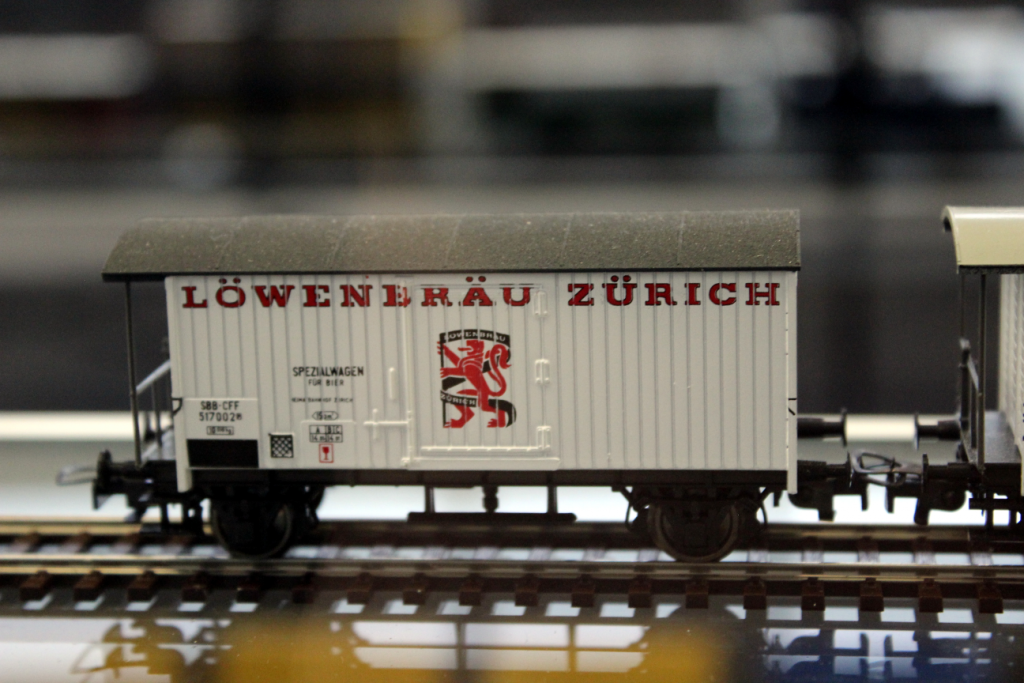 LÖWENBRÄU ZÜRICH
LÖWENBRÄU
ZÜRICH
SPEZIALWAGEN
FÜR BIER
SBB-CFF
517002